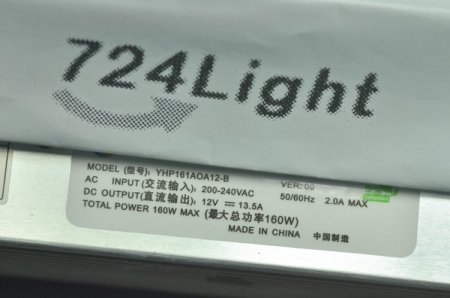 724Light
MODEL (型号): YHP161AOA12-B VER: 00
AC INPUT(交流输入): 200-240VAC 50/60Hz 2.0A MAX
DC OUTPUT(直流输出): 12V ⎓ 13.5A
TOTAL POWER 160W MAX (最大总功率160W)
MADE IN CHINA 中国制造